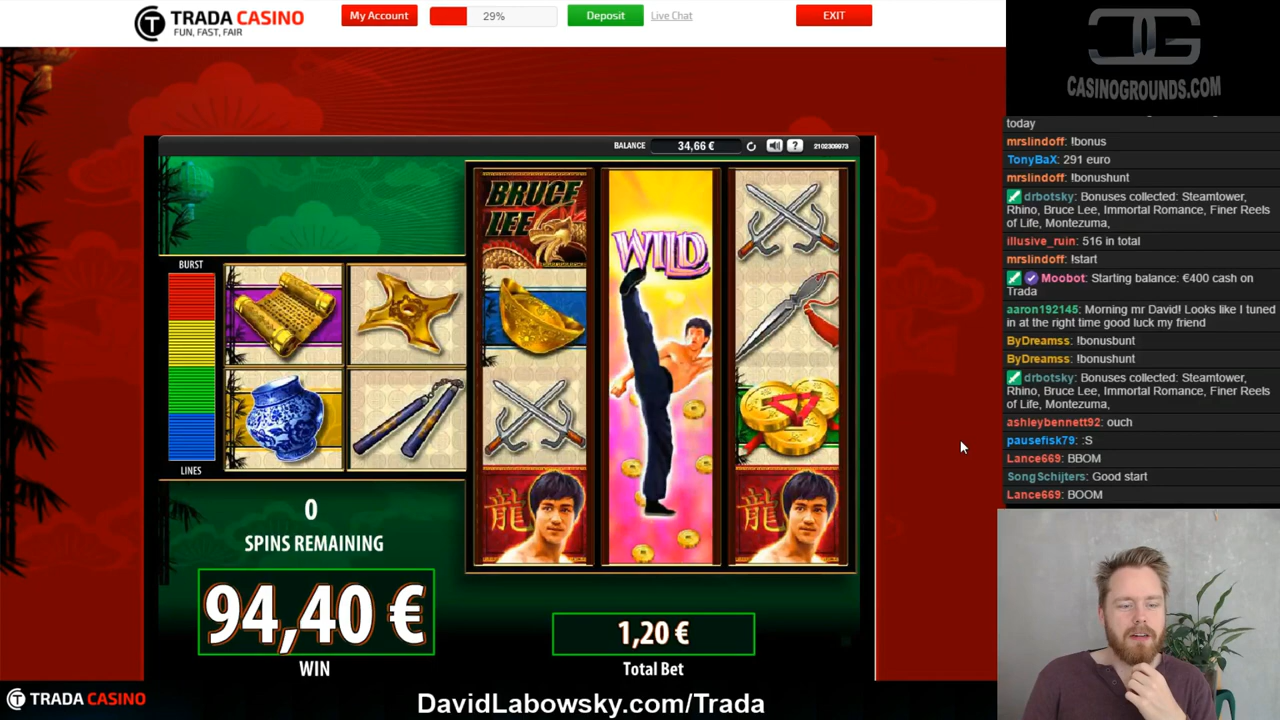 TRADA CASINO
FUN, FAST, FAIR
My Account
29%
Deposit
Live Chat
EXIT
CG
CASINOGROUNDS.COM
BALANCE
34,66 €
?
2102309973
BURST
LINES
BRUCE
LEE
WILD
龍
龍
0
SPINS REMAINING
94,40 €
WIN
1,20 €
Total Bet
today
mrslindoff: !bonus
TonyBaX: 291 euro
mrslindoff: !bonushunt
drbotsky: Bonuses collected: Steamtower,
Rhino, Bruce Lee, Immortal Romance, Finer Reels
of Life, Montezuma,
illusive_ruin: 516 in total
mrslindoff: !start
Moobot: Starting balance: €400 cash on
Trada
aaron192145: Morning mr David! Looks like I tuned
in at the right time good luck my friend
ByDreamss: !bonusbunt
ByDreamss: !bonushunt
drbotsky: Bonuses collected: Steamtower,
Rhino, Bruce Lee, Immortal Romance, Finer Reels
of Life, Montezuma,
ashleybennett92: ouch
pausefisk79: :S
Lance669: BBOM
SongSchijters: Good start
Lance669: BOOM
TRADA CASINO
DavidLabowsky.com/Trada